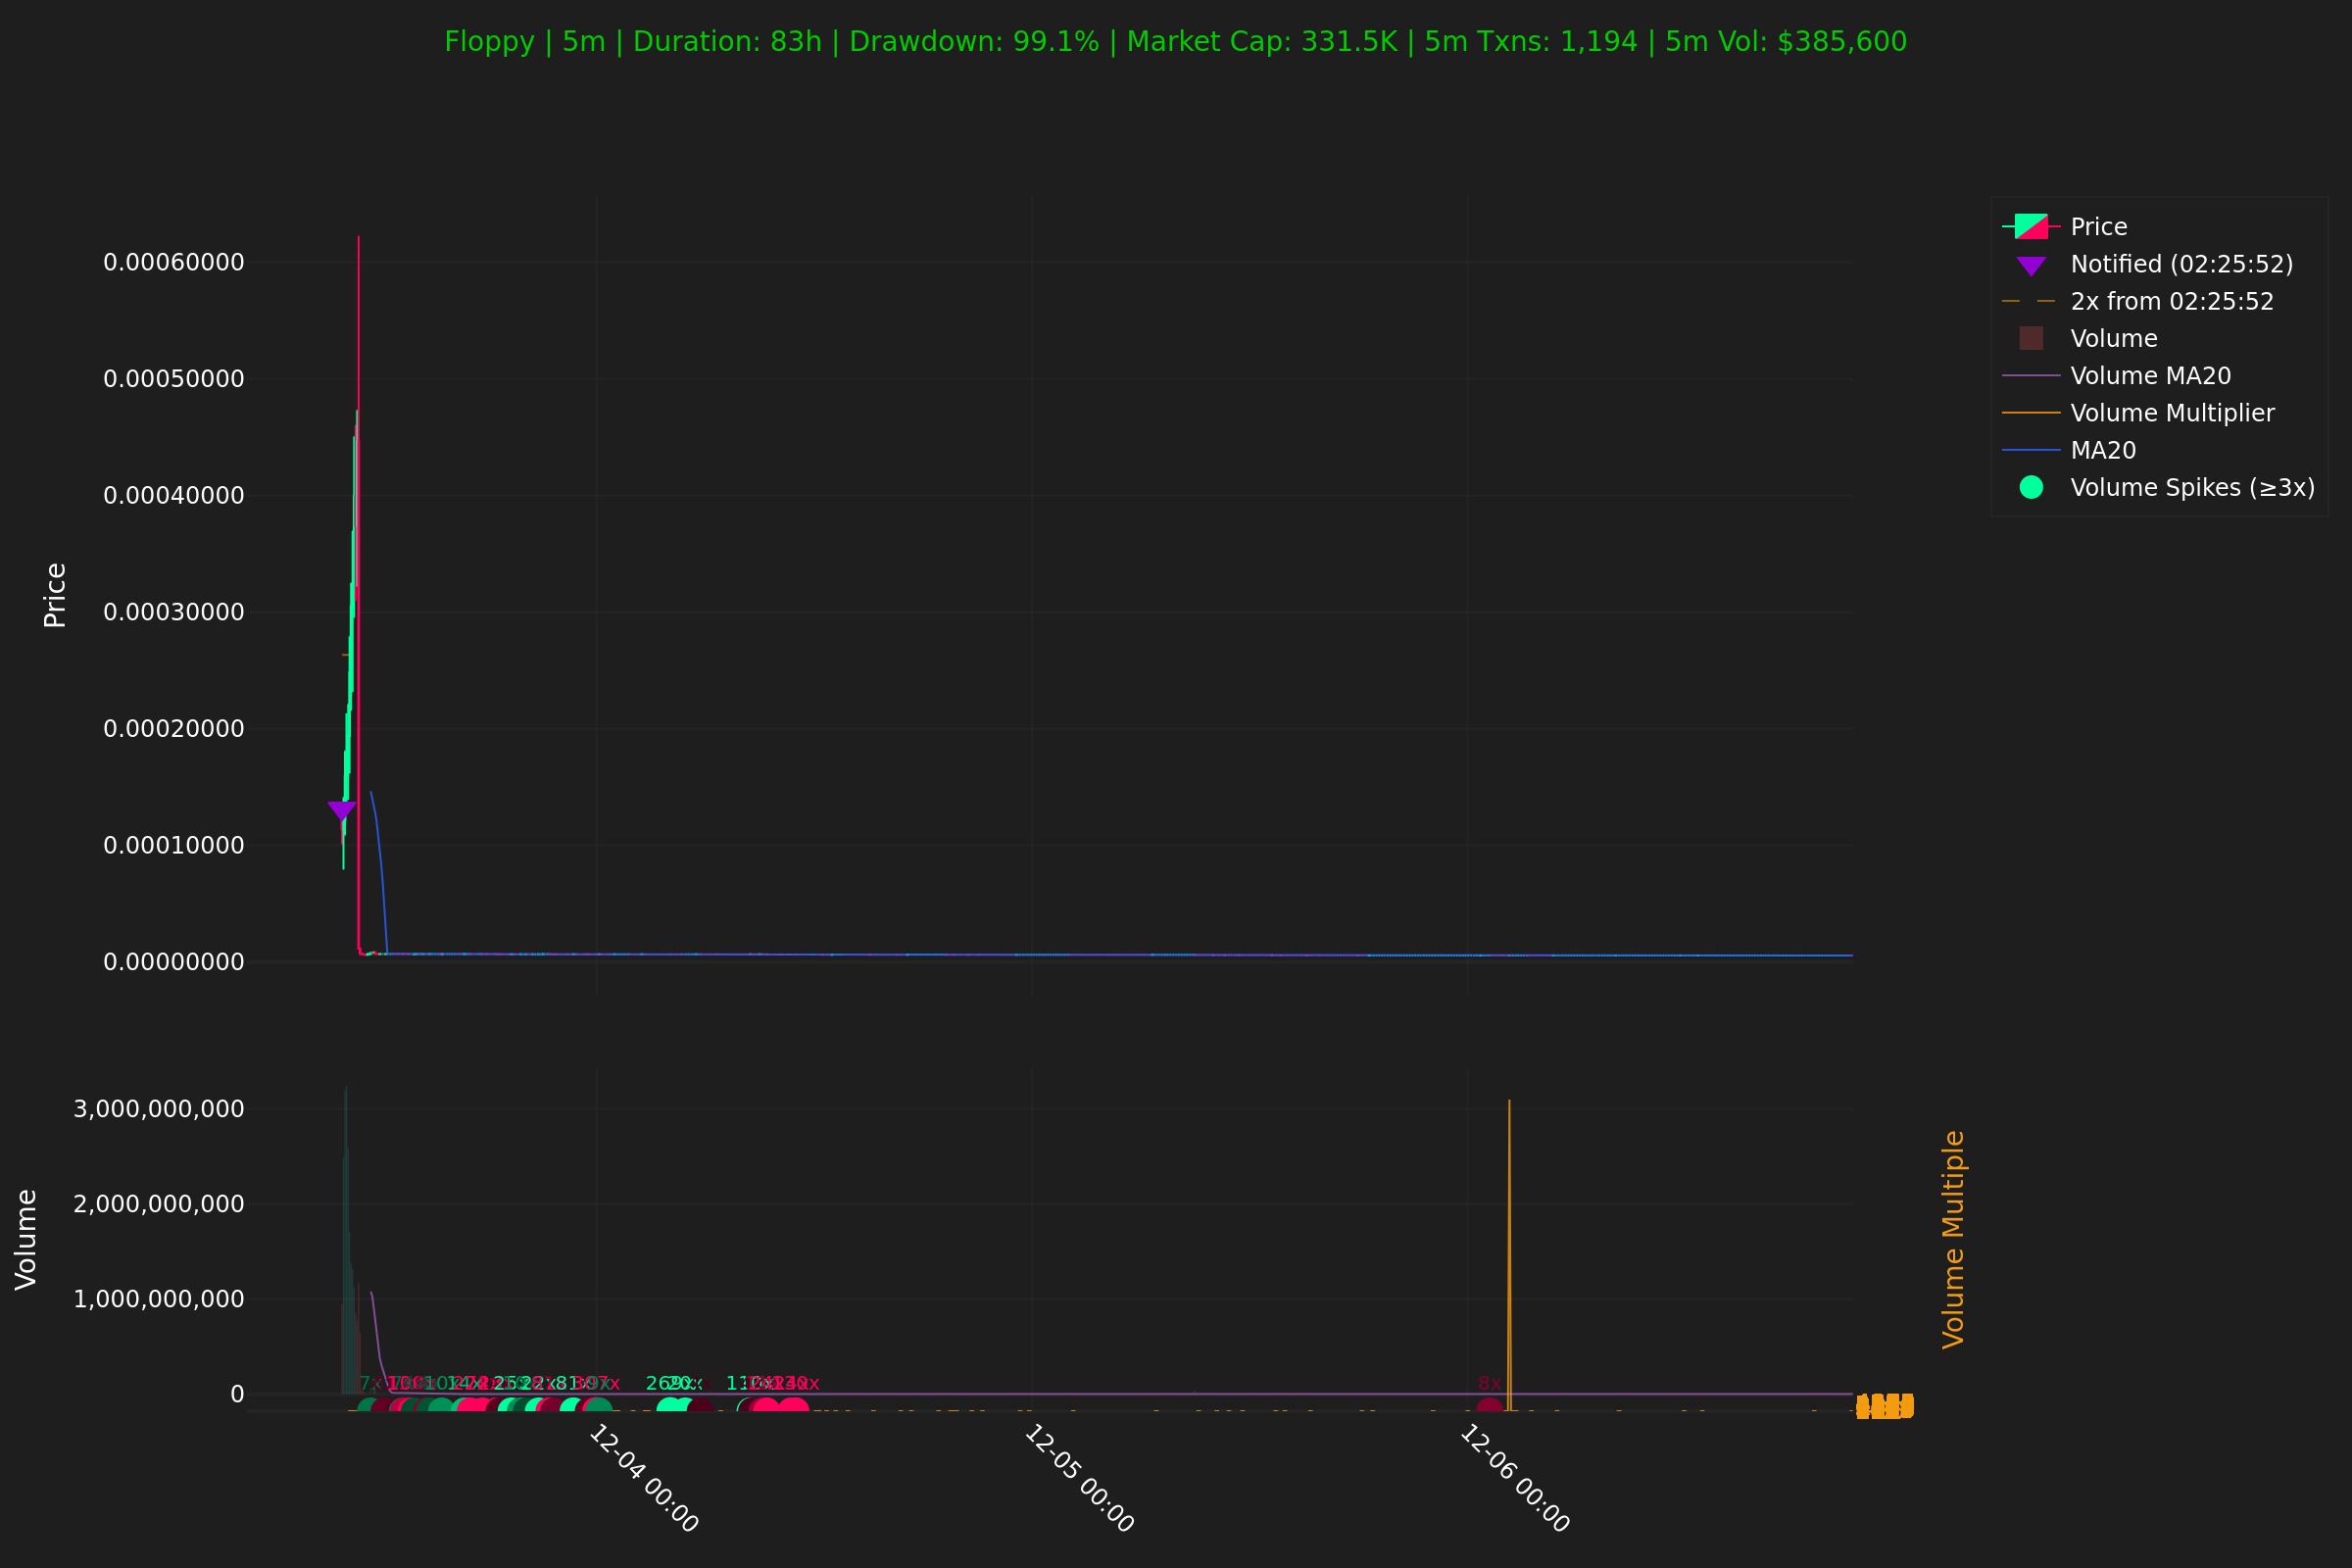 Floppy | 5m | Duration: 83h | Drawdown: 99.1% | Market Cap: 331.5K | 5m Txns: 1,194 | 5m Vol: $385,600
Price
Notified (02:25:52)
2x from 02:25:52
Volume
Volume MA20
Volume Multiplier
MA20
Volume Spikes (≥3x)
Price
0.00060000
0.00050000
0.00040000
0.00030000
0.00020000
0.00010000
0.00000000
Volume
3,000,000,000
2,000,000,000
1,000,000,000
0
8x
Volume Multiple
12-04 00:00
12-05 00:00
12-06 00:00